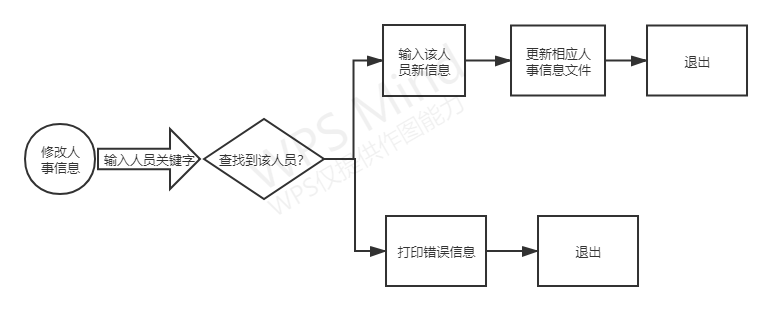 输入该人
员新信息
更新相应人
事信息文件
退出
修改人
事信息
输入人员关键字
查找到该人员?
打印错误信息
退出
WPS Mind
WPS仅提供作图能力